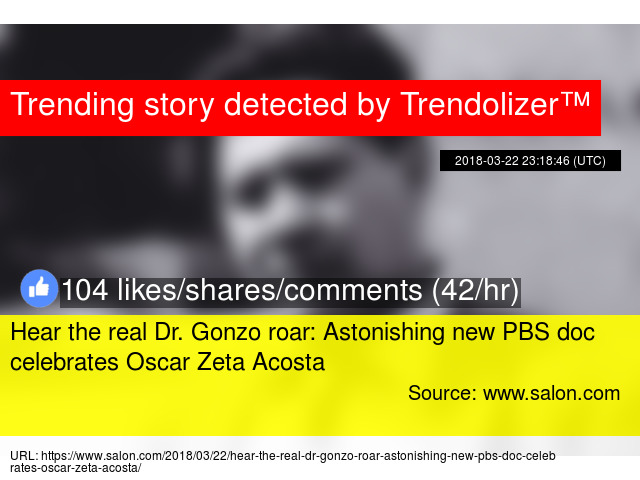 Trending story detected by Trendolizer™
2018-03-22 23:18:46 (UTC)
104 likes/shares/comments (42/hr)
Hear the real Dr. Gonzo roar: Astonishing new PBS doc
celebrates Oscar Zeta Acosta
Source: www.salon.com
URL: https://www.salon.com/2018/03/22/hear-the-real-dr-gonzo-roar-astonishing-new-pbs-doc-celeb
rates-oscar-zeta-acosta/